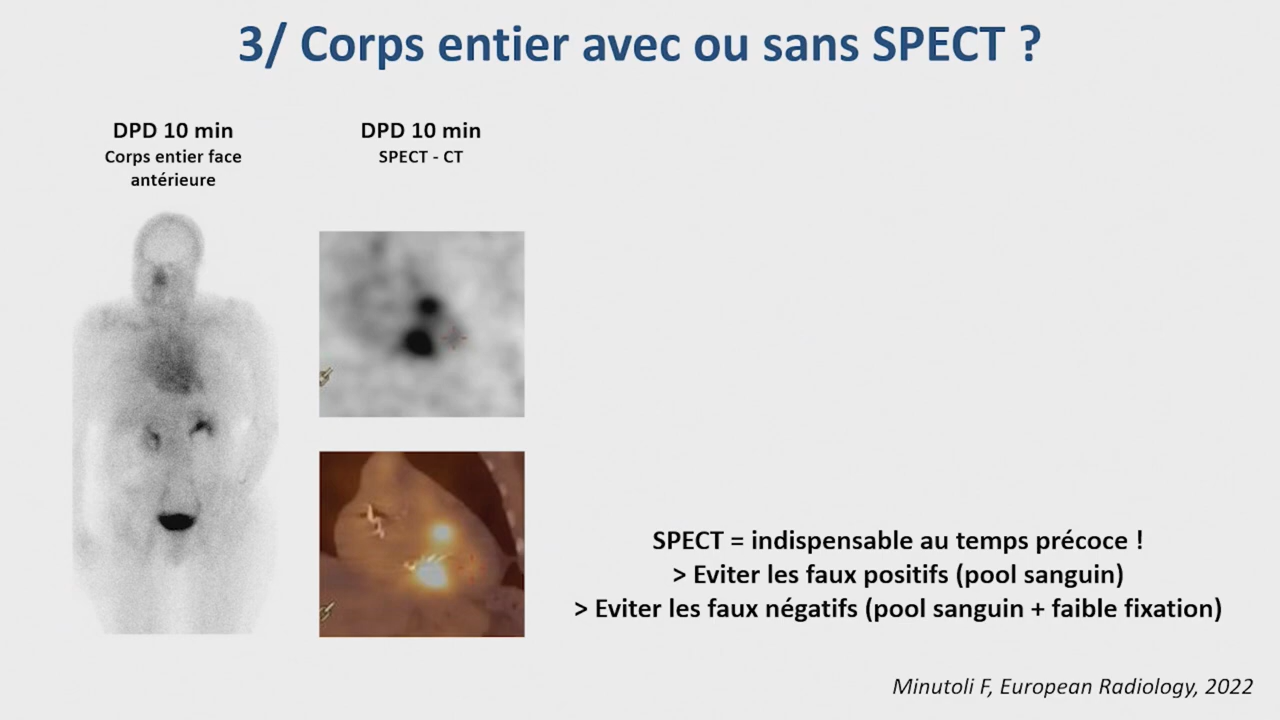 3/ Corps entier avec ou sans SPECT ?
DPD 10 min
Corps entier face
antérieure
DPD 10 min
SPECT - CT
SPECT = indispensable au temps précoce !
> Eviter les faux positifs (pool sanguin)
> Eviter les faux négatifs (pool sanguin + faible fixation)
Minutoli F, European Radiology, 2022